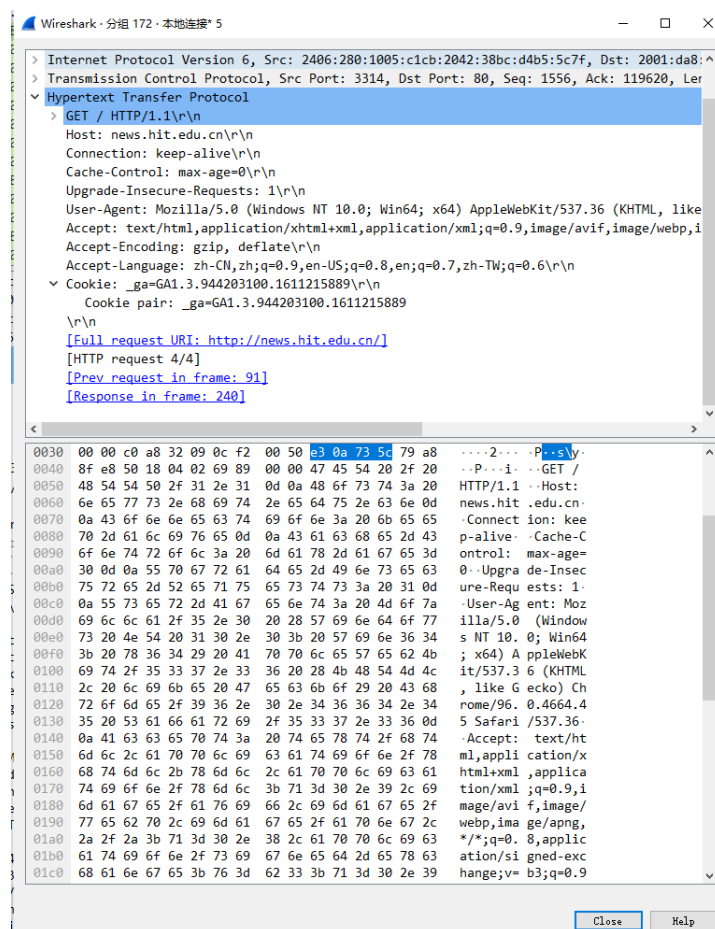 Wireshark · 分组 172 · 本地连接* 5
Internet Protocol Version 6, Src: 2406:280:1005:c1cb:2042:38bc:d4b5:5c7f, Dst: 2001:da8:
Transmission Control Protocol, Src Port: 3314, Dst Port: 80, Seq: 1556, Ack: 119620, Ler
Hypertext Transfer Protocol
GET / HTTP/1.1\r\n
Host: news.hit.edu.cn\r\n
Connection: keep-alive\r\n
Cache-Control: max-age=0\r\n
Upgrade-Insecure-Requests: 1\r\n
User-Agent: Mozilla/5.0 (Windows NT 10.0; Win64; x64) AppleWebKit/537.36 (KHTML, like
Accept: text/html,application/xhtml+xml,application/xml;q=0.9,image/avif,image/webp,i
Accept-Encoding: gzip, deflate\r\n
Accept-Language: zh-CN,zh;q=0.9,en-US;q=0.8,en;q=0.7,zh-TW;q=0.6\r\n
Cookie: _ga=GA1.3.944203100.1611215889\r\n
Cookie pair: _ga=GA1.3.944203100.1611215889
\r\n
[Full request URI: http://news.hit.edu.cn/]
[HTTP request 4/4]
[Prev request in frame: 91]
[Response in frame: 240]
0030 00 00 c0 a8 32 09 0c f2 00 50 e3 0a 73 5c 79 a8 ····2··· ·P··s\y·
0040 8f e8 50 18 04 02 69 89 00 00 47 45 54 20 2f 20 ··P···i· ··GET /
0050 48 54 54 50 2f 31 2e 31 0d 0a 48 6f 73 74 3a 20 HTTP/1.1 ··Host:
0060 6e 65 77 73 2e 68 69 74 2e 65 64 75 2e 63 6e 0d news.hit .edu.cn·
0070 0a 43 6f 6e 6e 65 63 74 69 6f 6e 3a 20 6b 65 65 ·Connect ion: kee
0080 70 2d 61 6c 69 76 65 0d 0a 43 61 63 68 65 2d 43 p-alive· ·Cache-C
0090 6f 6e 74 72 6f 6c 3a 20 6d 61 78 2d 61 67 65 3d ontrol: max-age=
00a0 30 0d 0a 55 70 67 72 61 64 65 2d 49 6e 73 65 63 0··Upgra de-Insec
00b0 75 72 65 2d 52 65 71 75 65 73 74 73 3a 20 31 0d ure-Requ ests: 1·
00c0 0a 55 73 65 72 2d 41 67 65 6e 74 3a 20 4d 6f 7a ·User-Ag ent: Moz
00d0 69 6c 6c 61 2f 35 2e 30 20 28 57 69 6e 64 6f 77 illa/5.0 (Window
00e0 73 20 4e 54 20 31 30 2e 30 3b 20 57 69 6e 36 34 s NT 10. 0; Win64
00f0 3b 20 78 36 34 29 20 41 70 70 6c 65 57 65 62 4b ; x64) A ppleWebK
0100 69 74 2f 35 33 37 2e 33 36 20 28 4b 48 54 4d 4c it/537.3 6 (KHTML
0110 2c 20 6c 69 6b 65 20 47 65 63 6b 6f 29 20 43 68 , like G ecko) Ch
0120 72 6f 6d 65 2f 39 36 2e 30 2e 34 36 36 34 2e 34 rome/96. 0.4664.4
0130 35 20 53 61 66 61 72 69 2f 35 33 37 2e 33 36 0d 5 Safari /537.36·
0140 0a 41 63 63 65 70 74 3a 20 74 65 78 74 2f 68 74 ·Accept: text/ht
0150 6d 6c 2c 61 70 70 6c 69 63 61 74 69 6f 6e 2f 78 ml,appli cation/x
0160 68 74 6d 6c 2b 78 6d 6c 2c 61 70 70 6c 69 63 61 html+xml ,applica
0170 74 69 6f 6e 2f 78 6d 6c 3b 71 3d 30 2e 39 2c 69 tion/xml ;q=0.9,i
0180 6d 61 67 65 2f 61 76 69 66 2c 69 6d 61 67 65 2f mage/avi f,image/
0190 77 65 62 70 2c 69 6d 61 67 65 2f 61 70 6e 67 2c webp,ima ge/apng,
01a0 2a 2f 2a 3b 71 3d 30 2e 38 2c 61 70 70 6c 69 63 */*;q=0. 8,applic
01b0 61 74 69 6f 6e 2f 73 69 67 6e 65 64 2d 65 78 63 ation/si gned-exc
01c0 68 61 6e 67 65 3b 76 3d 62 33 3b 71 3d 30 2e 39 hange;v= b3;q=0.9
Close Help